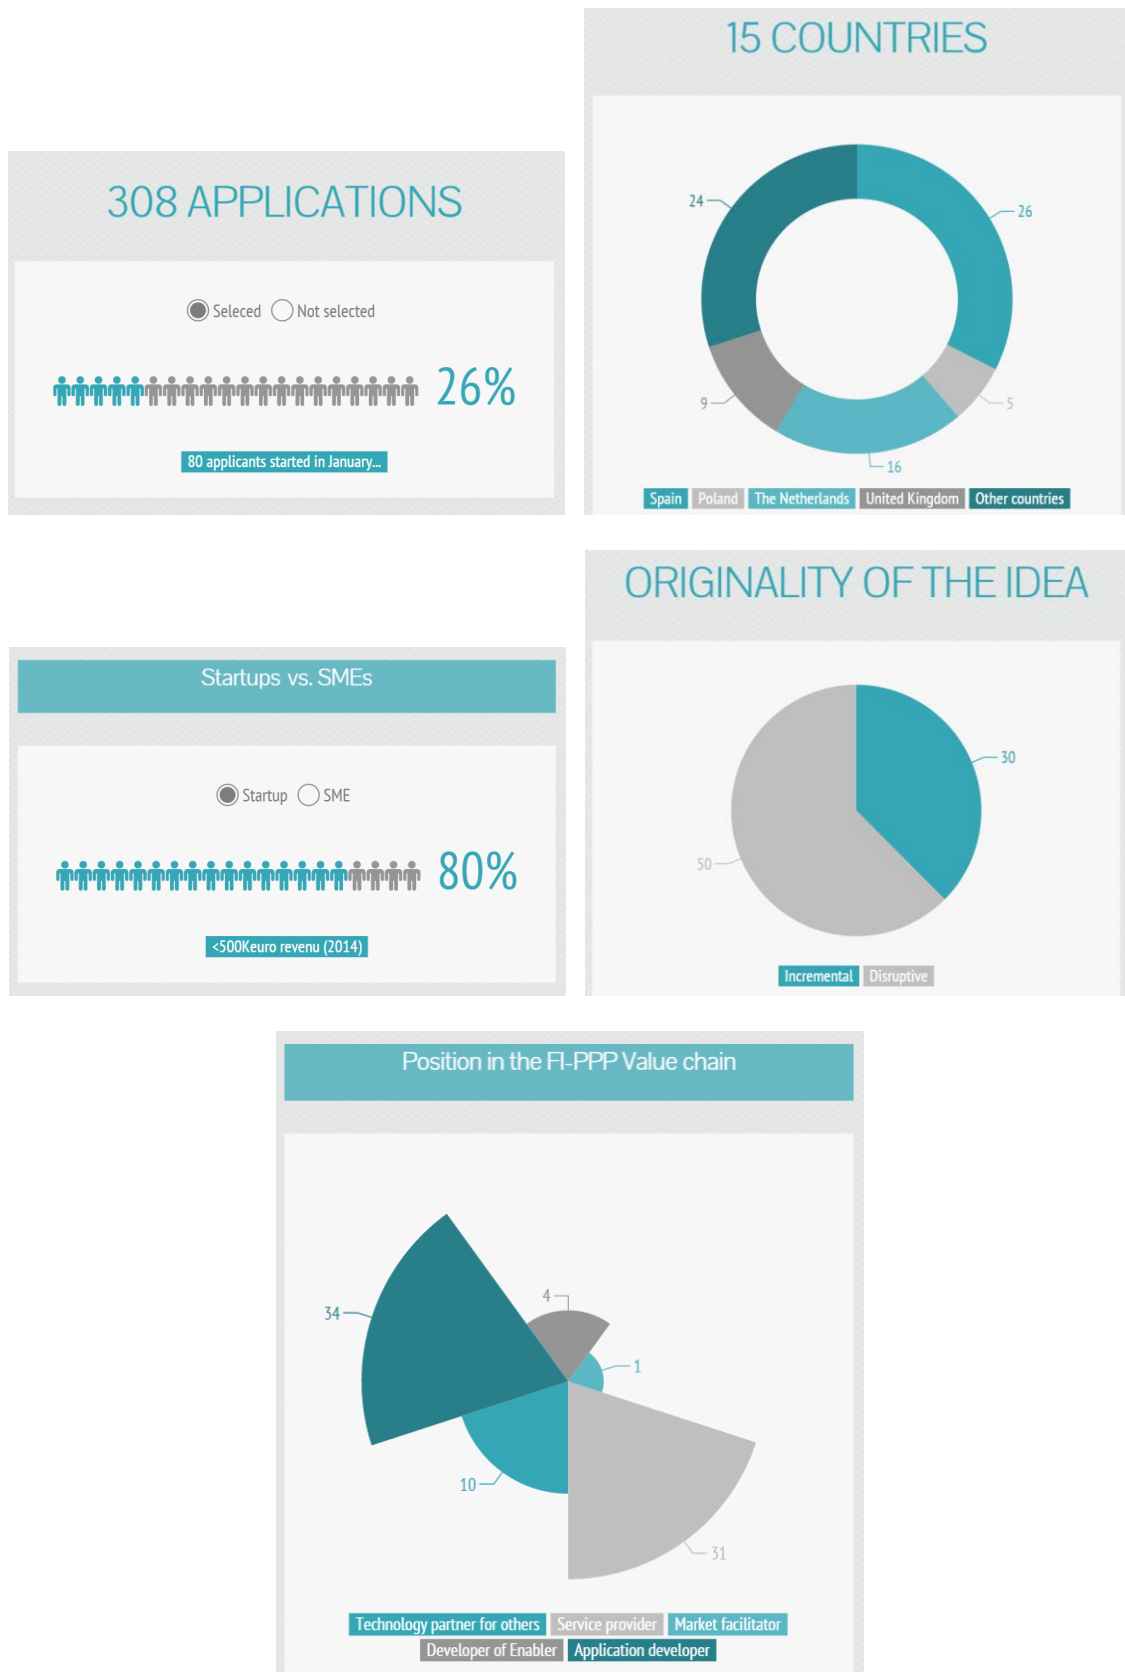 308 APPLICATIONS
Seleced Not selected
26%
80 applicants started in January...
15 COUNTRIES
24
26
9
5
16
Spain Poland The Netherlands United Kingdom Other countries
Startups vs. SMEs
Startup SME
80%
<500Keuro revenu (2014)
ORIGINALITY OF THE IDEA
30
50
Incremental Disruptive
Position in the FI-PPP Value chain
4
34
1
10
31
Technology partner for others Service provider Market facilitator
Developer of Enabler Application developer